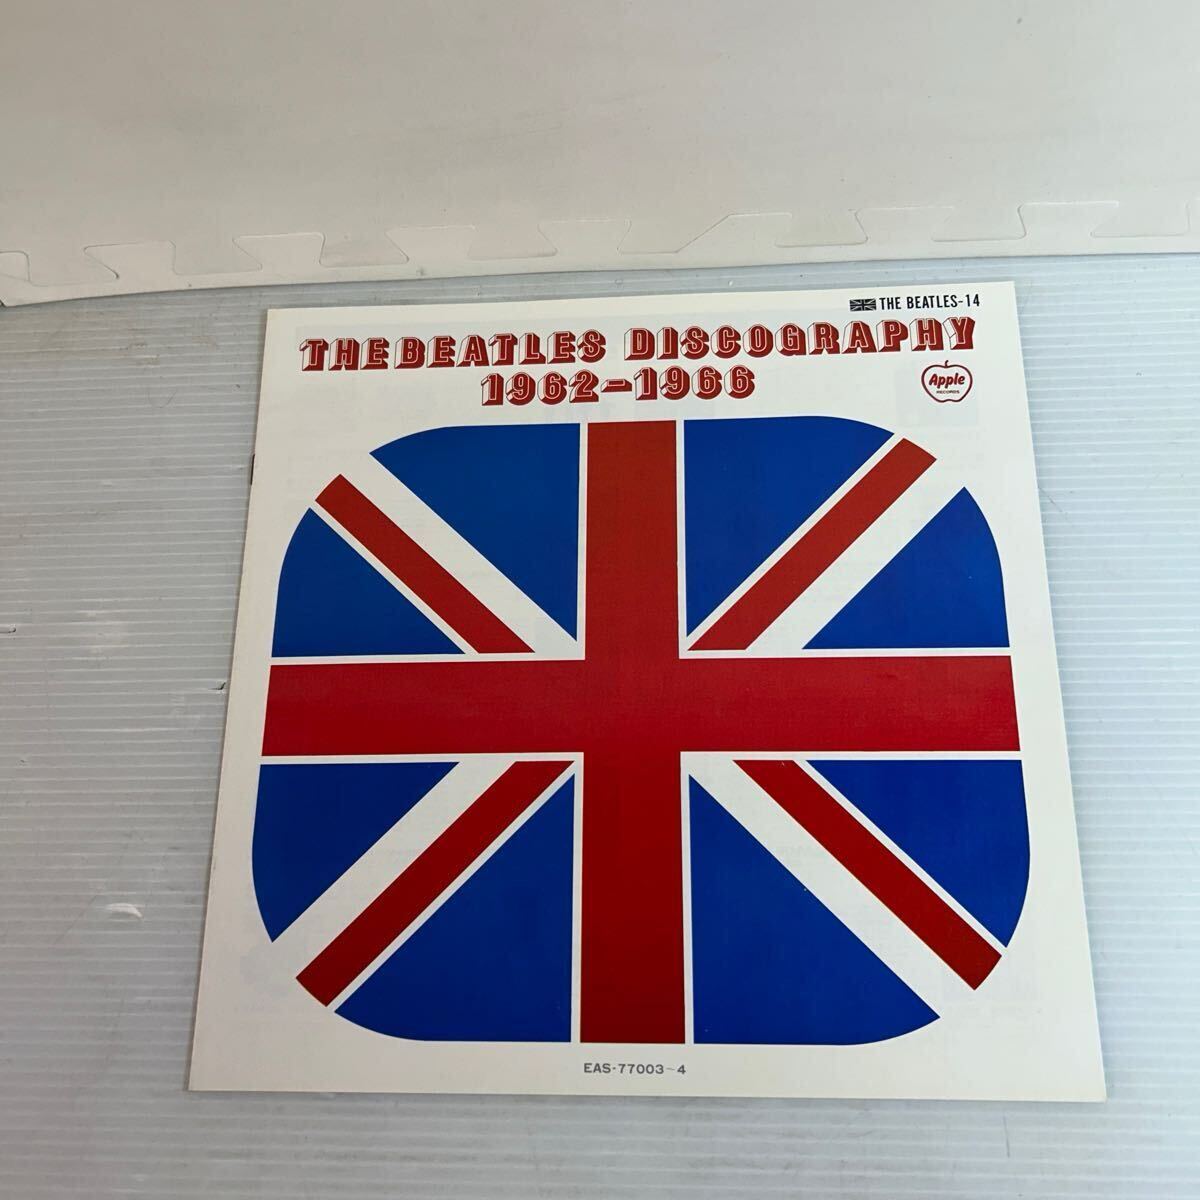 THE BEATLES-14
THE BEATLES DISCOGRAPHY
1962-1966
Apple
RECORDS
EAS-77003~4